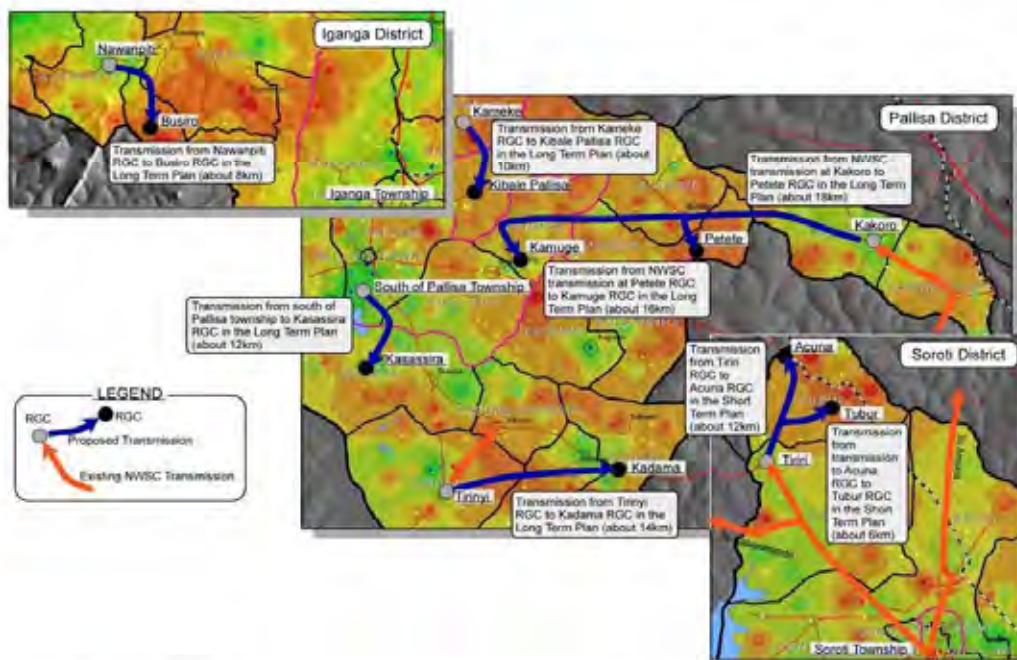 Iganga District
Nawanpiti
Busiro
Transmission from Nawanpiti
RGC to Busiro RGC in the
Long Term Plan (about 8km)
Iganga Township
Pallisa District
Kameke
Transmission from Kameke
RGC to Kibale Pallisa RGC
in the Long Term Plan (about
10km)
Kibale Pallisa
Transmission from NWSC
transmission at Kakoro to
Petete RGC in the Long Term
Plan (about 18km)
Kakoro
Petete
Kamuge
Transmission from NWSC
transmission at Petete RGC
to Kamuge RGC in the Long
Term Plan (about 16km)
South of Pallisa Township
Transmission from south of
Pallisa township to Kasassira
RGC in the Long Term Plan
(about 12km)
Kasassira
Tirinyi
Kadama
Transmission from Tirinyi
RGC to Kadama RGC in the
Long Term Plan (about 14km)
Soroti District
Acuna
Transmission
from Tiriri
RGC to
Acuna RGC
in the Short
Term Plan
(about 12km)
Tubur
Tiriri
Transmission
from
transmission
to Acuna
RGC to
Tubur RGC
in the Short
Term Plan
(about 6km)
Soroti Township
LEGEND
RGC
RGC
Proposed Transmission
Existing NWSC Transmission